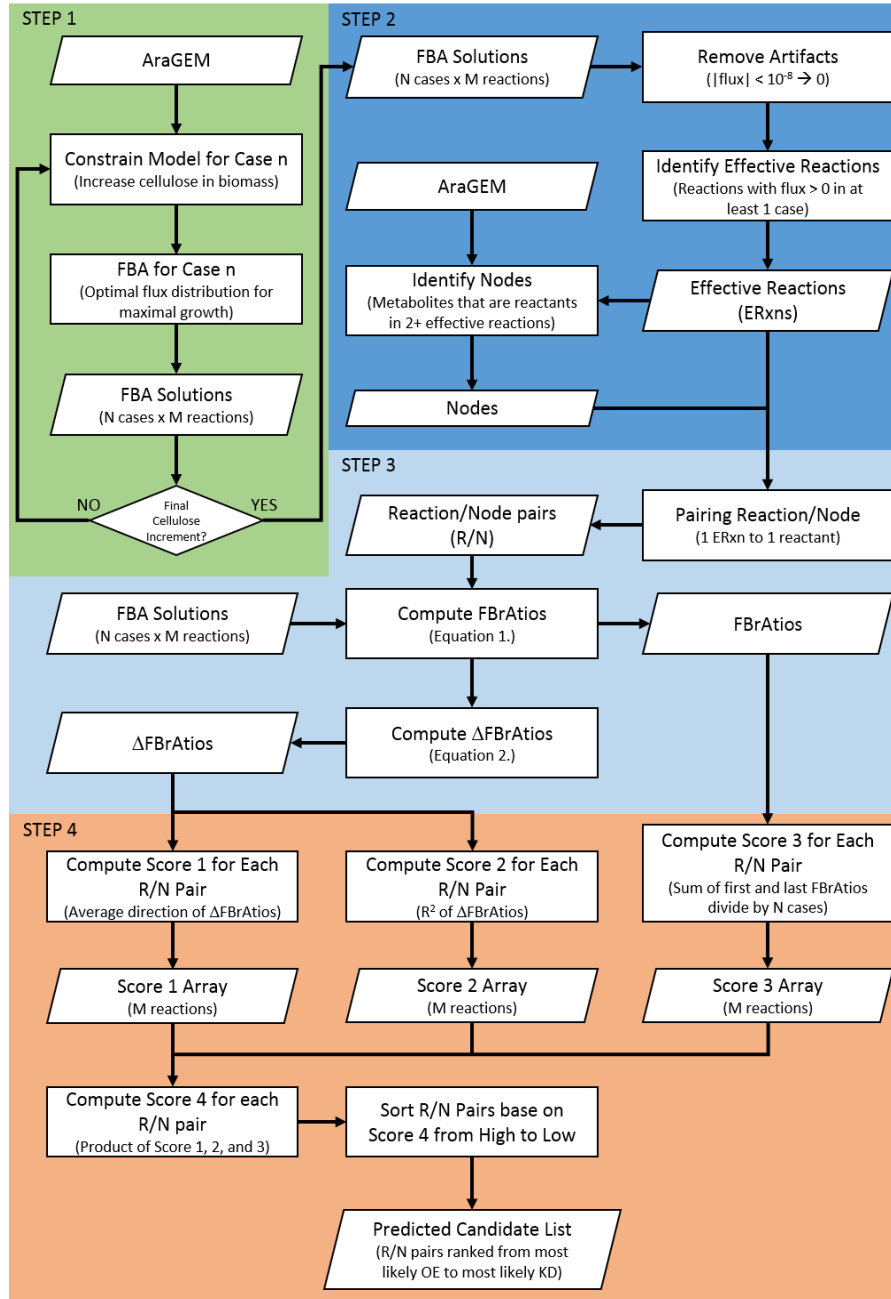 STEP 1
AraGEM
Constrain Model for Case n
(Increase cellulose in biomass)
FBA for Case n
(Optimal flux distribution for
maximal growth)
FBA Solutions
(N cases x M reactions)
NO
Final
Cellulose
Increment?
YES
STEP 2
FBA Solutions
(N cases x M reactions)
Remove Artifacts
(|flux| < 10⁻⁸ → 0)
Identify Effective Reactions
(Reactions with flux > 0 in at
least 1 case)
AraGEM
Identify Nodes
(Metabolites that are reactants
in 2+ effective reactions)
Effective Reactions
(ERxns)
Nodes
STEP 3
Reaction/Node pairs
(R/N)
Pairing Reaction/Node
(1 ERxn to 1 reactant)
FBA Solutions
(N cases x M reactions)
Compute FBrAtios
(Equation 1.)
FBrAtios
ΔFBrAtios
Compute ΔFBrAtios
(Equation 2.)
STEP 4
Compute Score 1 for Each
R/N Pair
(Average direction of ΔFBrAtios)
Compute Score 2 for Each
R/N Pair
(R² of ΔFBrAtios)
Compute Score 3 for Each
R/N Pair
(Sum of first and last FBrAtios
divide by N cases)
Score 1 Array
(M reactions)
Score 2 Array
(M reactions)
Score 3 Array
(M reactions)
Compute Score 4 for each
R/N pair
(Product of Score 1, 2, and 3)
Sort R/N Pairs base on
Score 4 from High to Low
Predicted Candidate List
(R/N pairs ranked from most
likely OE to most likely KD)